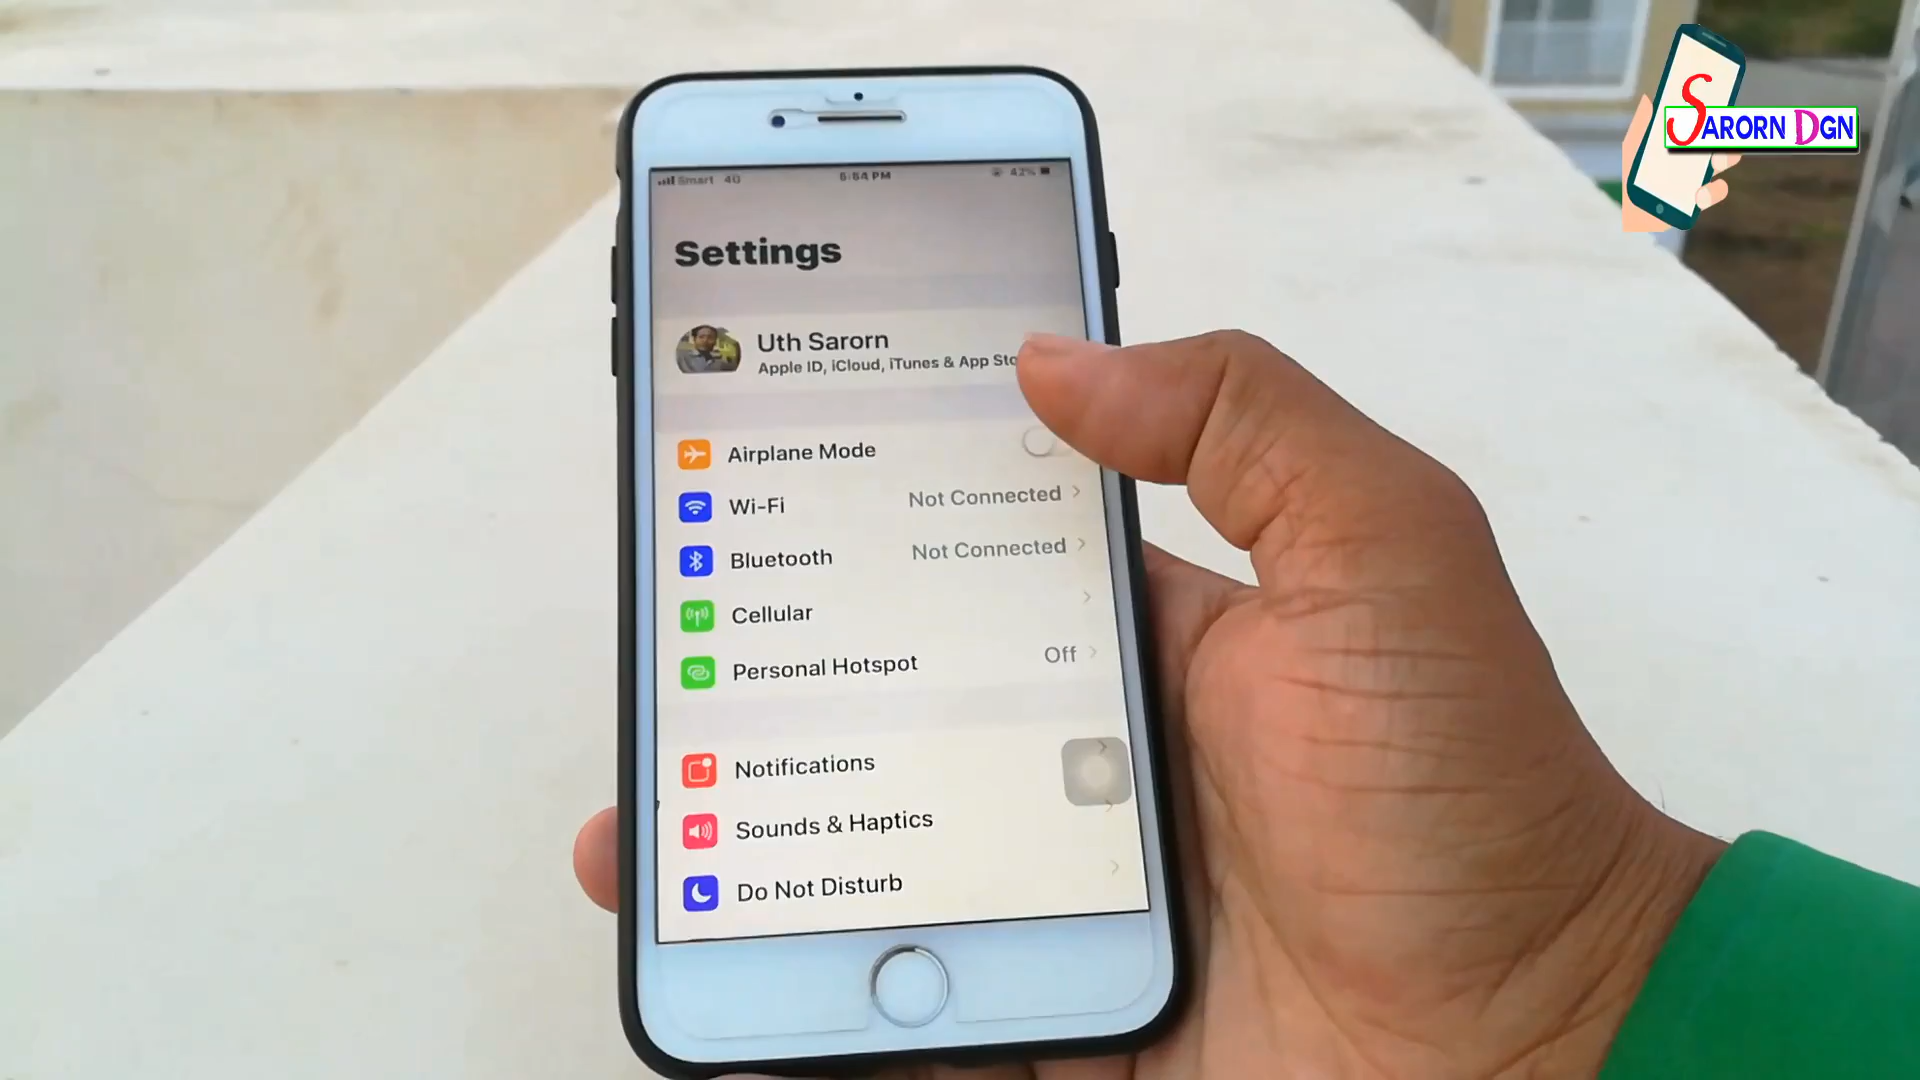 SARORN DGN
Smart 4G 5:54 PM 42%
Settings
Uth Sarorn
Apple ID, iCloud, iTunes & App Sto
Airplane Mode
Wi-Fi Not Connected
Bluetooth Not Connected
Cellular
Personal Hotspot Off
Notifications
Sounds & Haptics
Do Not Disturb